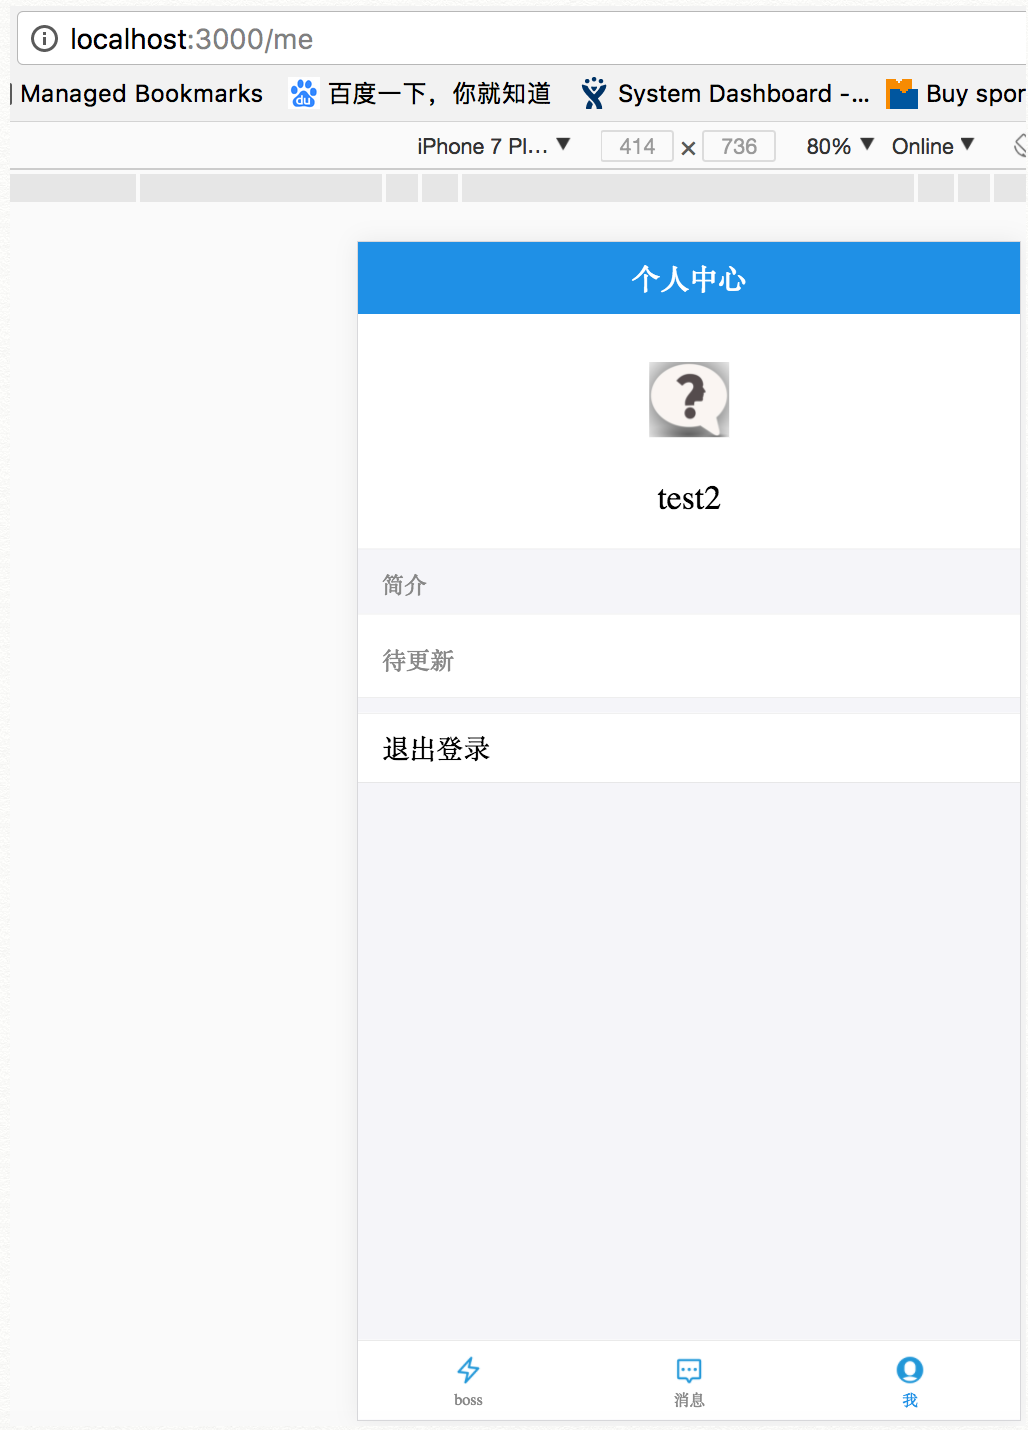 localhost:3000/me
Managed Bookmarks 百度一下，你就知道 System Dashboard -... Buy spor
iPhone 7 Pl... ▼ 414 × 736 80% ▼ Online ▼
个人中心
?
test2
简介
待更新
退出登录
boss 消息 我